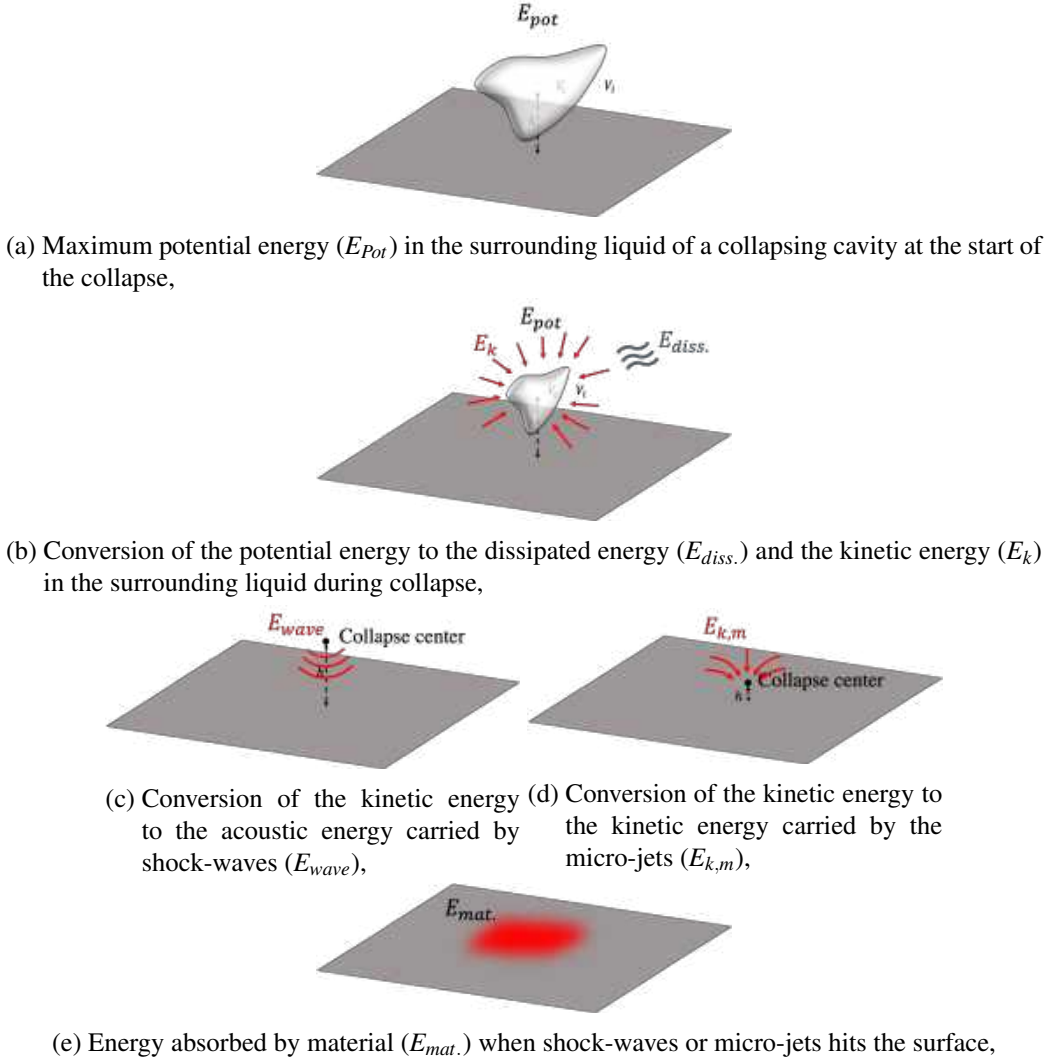 E_pot
V_i
(a) Maximum potential energy (E_Pot) in the surrounding liquid of a collapsing cavity at the start of
the collapse,
E_pot
E_k
E_diss.
V_i
(b) Conversion of the potential energy to the dissipated energy (E_diss.) and the kinetic energy (E_k)
in the surrounding liquid during collapse,
E_wave
Collapse center
h
E_k,m
Collapse center
h
(c) Conversion of the kinetic energy
to the acoustic energy carried by
shock-waves (E_wave),
(d) Conversion of the kinetic energy to
the kinetic energy carried by the
micro-jets (E_k,m),
E_mat.
(e) Energy absorbed by material (E_mat.) when shock-waves or micro-jets hits the surface,